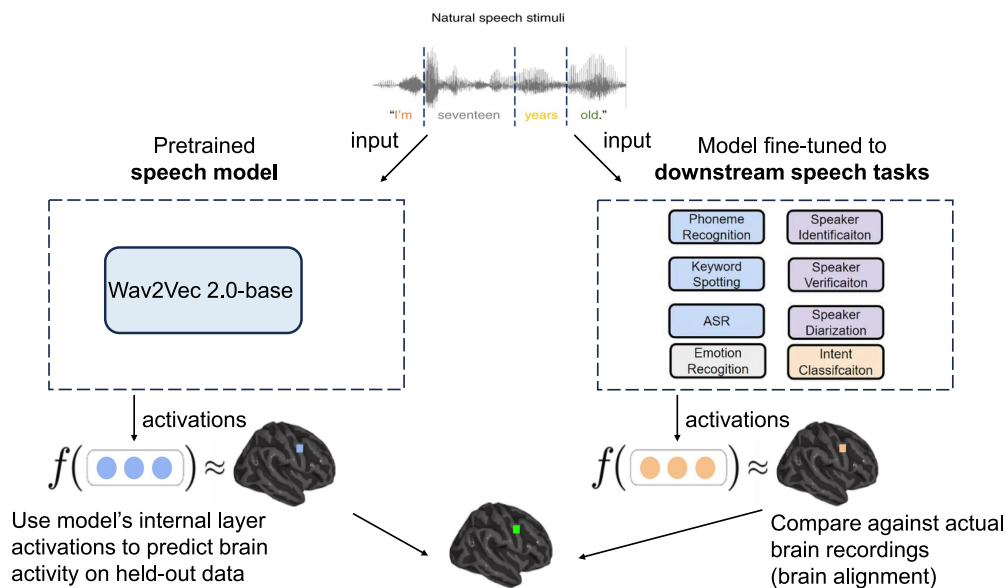 Natural speech stimuli
"I'm seventeen years old."
input
input
Pretrained
speech model
Model fine-tuned to
downstream speech tasks
Wav2Vec 2.0-base
Phoneme
Recognition
Speaker
Identificaiton
Keyword
Spotting
Speaker
Verificaiton
ASR
Speaker
Diarization
Emotion
Recogition
Intent
Classifcaiton
activations
activations
f( ) ≈
f( ) ≈
Use model's internal layer
activations to predict brain
activity on held-out data
Compare against actual
brain recordings
(brain alignment)